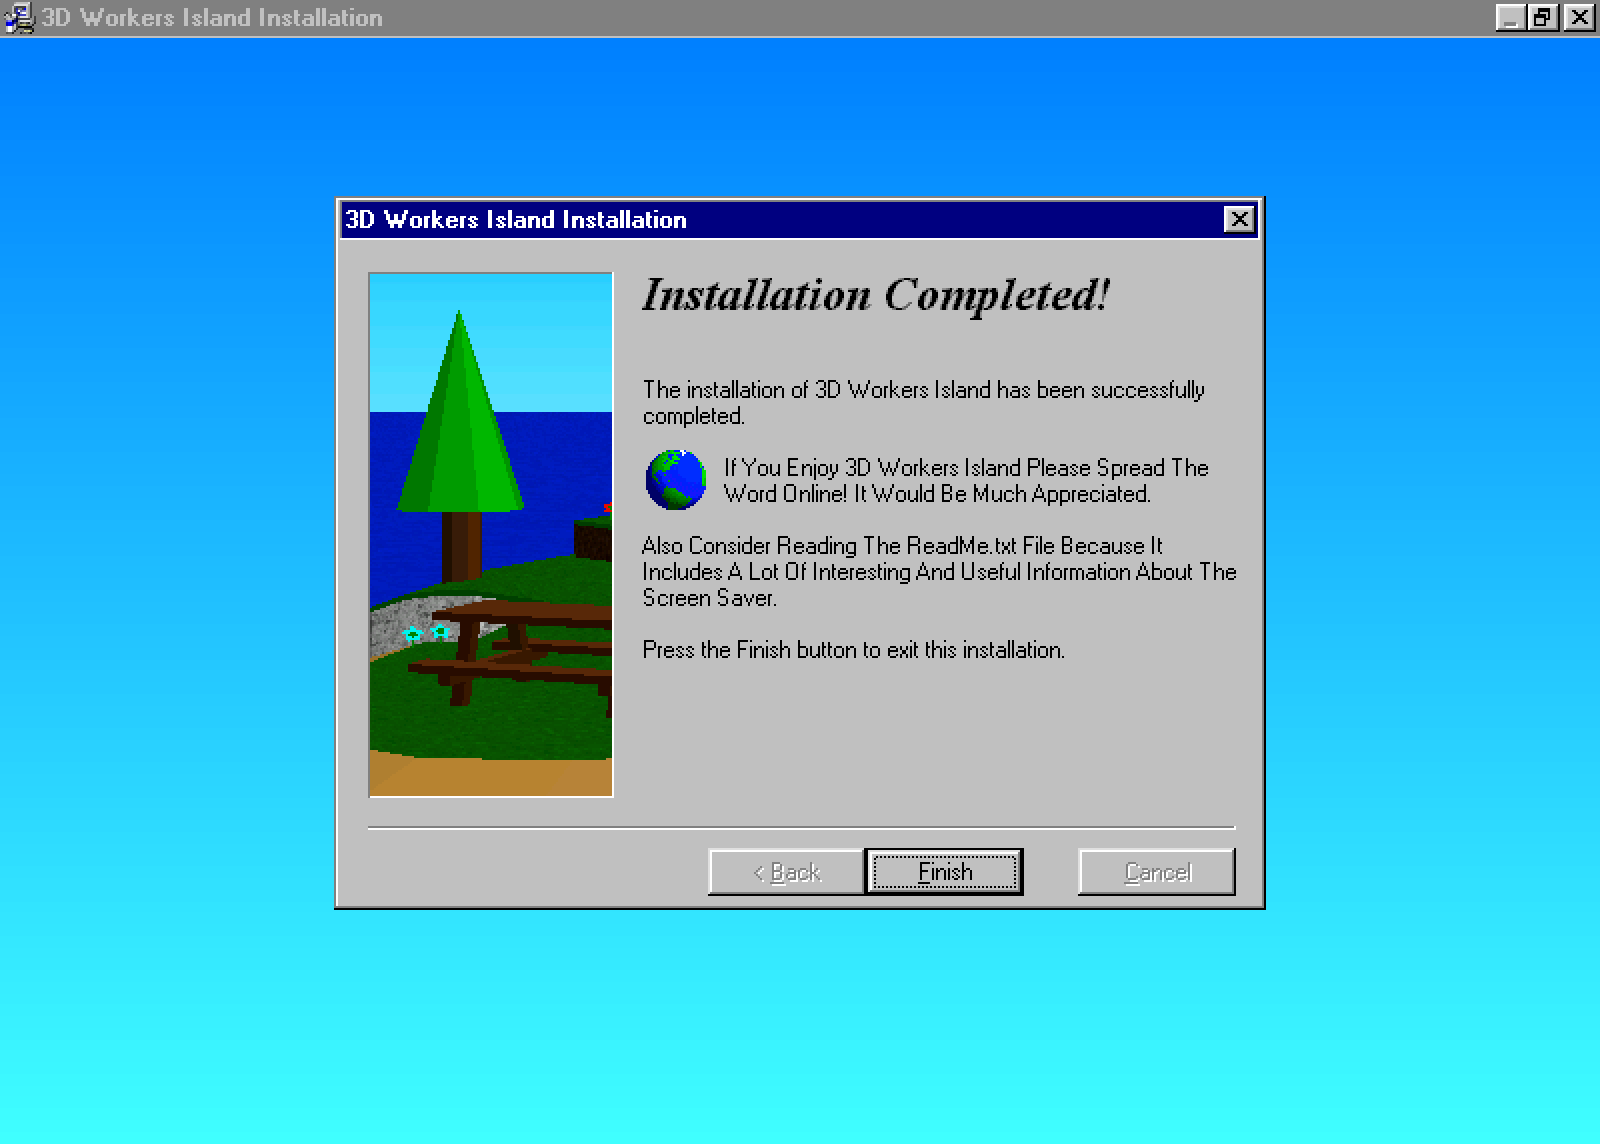 3D Workers Island Installation
3D Workers Island Installation
Installation Completed!
The installation of 3D Workers Island has been successfully
completed.
If You Enjoy 3D Workers Island Please Spread The
Word Online! It Would Be Much Appreciated.
Also Consider Reading The ReadMe.txt File Because It
Includes A Lot Of Interesting And Useful Information About The
Screen Saver.
Press the Finish button to exit this installation.
< Back
Finish
Cancel